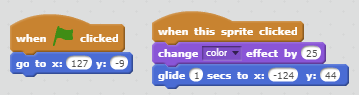 when clicked
go to x: 127 y: -9
when this sprite clicked
change color effect by 25
glide 1 secs to x: -124 y: 44